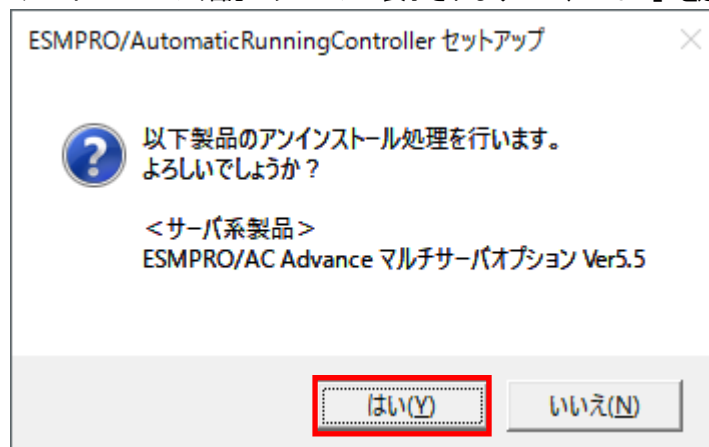 ESMPRO/AutomaticRunningController セットアップ
以下製品のアンインストール処理を行います。
よろしいでしょうか？
＜サーバ系製品＞
ESMPRO/AC Advance マルチサーバオプション Ver5.5
はい(Y)
いいえ(N)